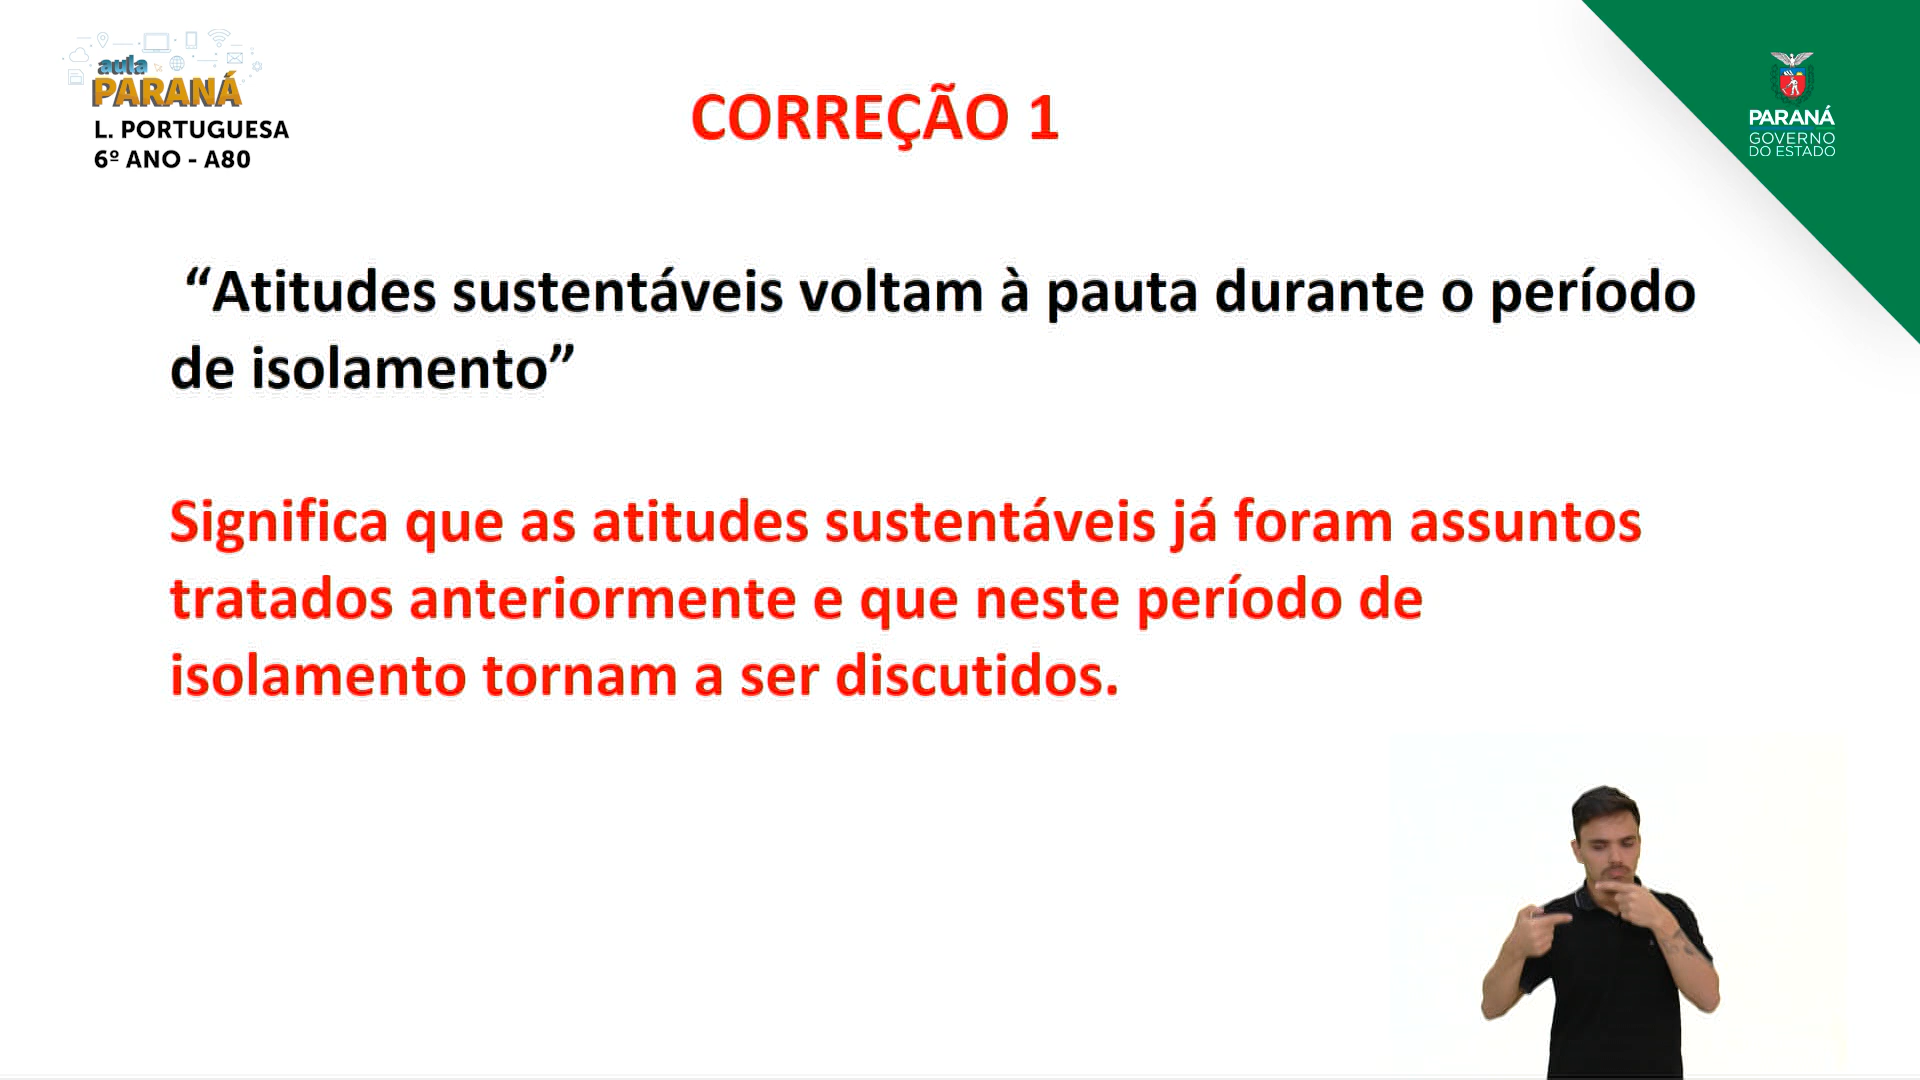 aula
PARANÁ
L. PORTUGUESA
6º ANO - A80
CORREÇÃO 1
PARANÁ
GOVERNO
DO ESTADO
“Atitudes sustentáveis voltam à pauta durante o período
de isolamento”
Significa que as atitudes sustentáveis já foram assuntos
tratados anteriormente e que neste período de
isolamento tornam a ser discutidos.